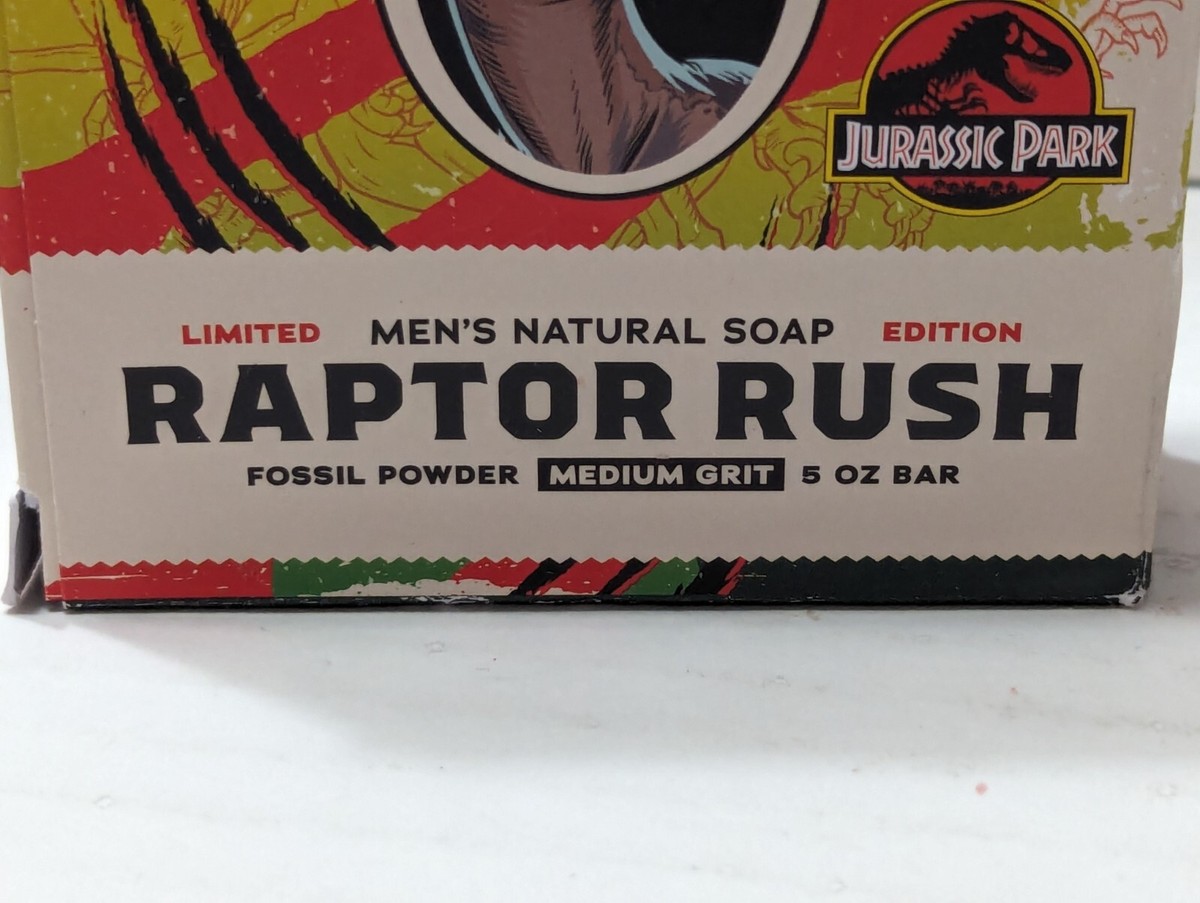 JURASSIC PARK
LIMITED MEN'S NATURAL SOAP EDITION
RAPTOR RUSH
FOSSIL POWDER MEDIUM GRIT 5 OZ BAR